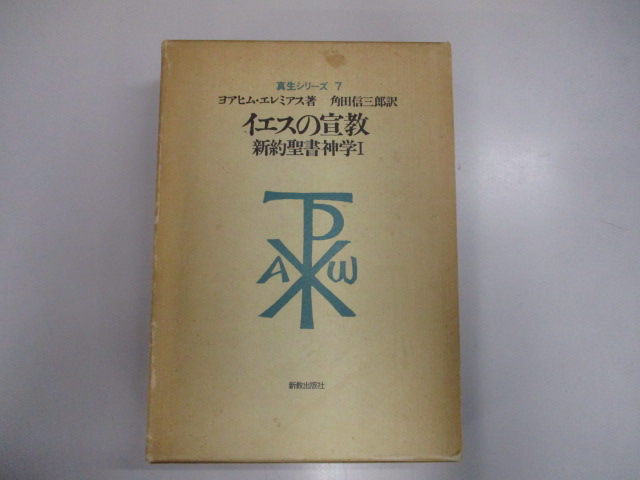 真生シリーズ 7
ヨアヒム・エレミアス著 角田信三郎訳
イエスの宣教
新約聖書神学I
Α ω
新教出版社